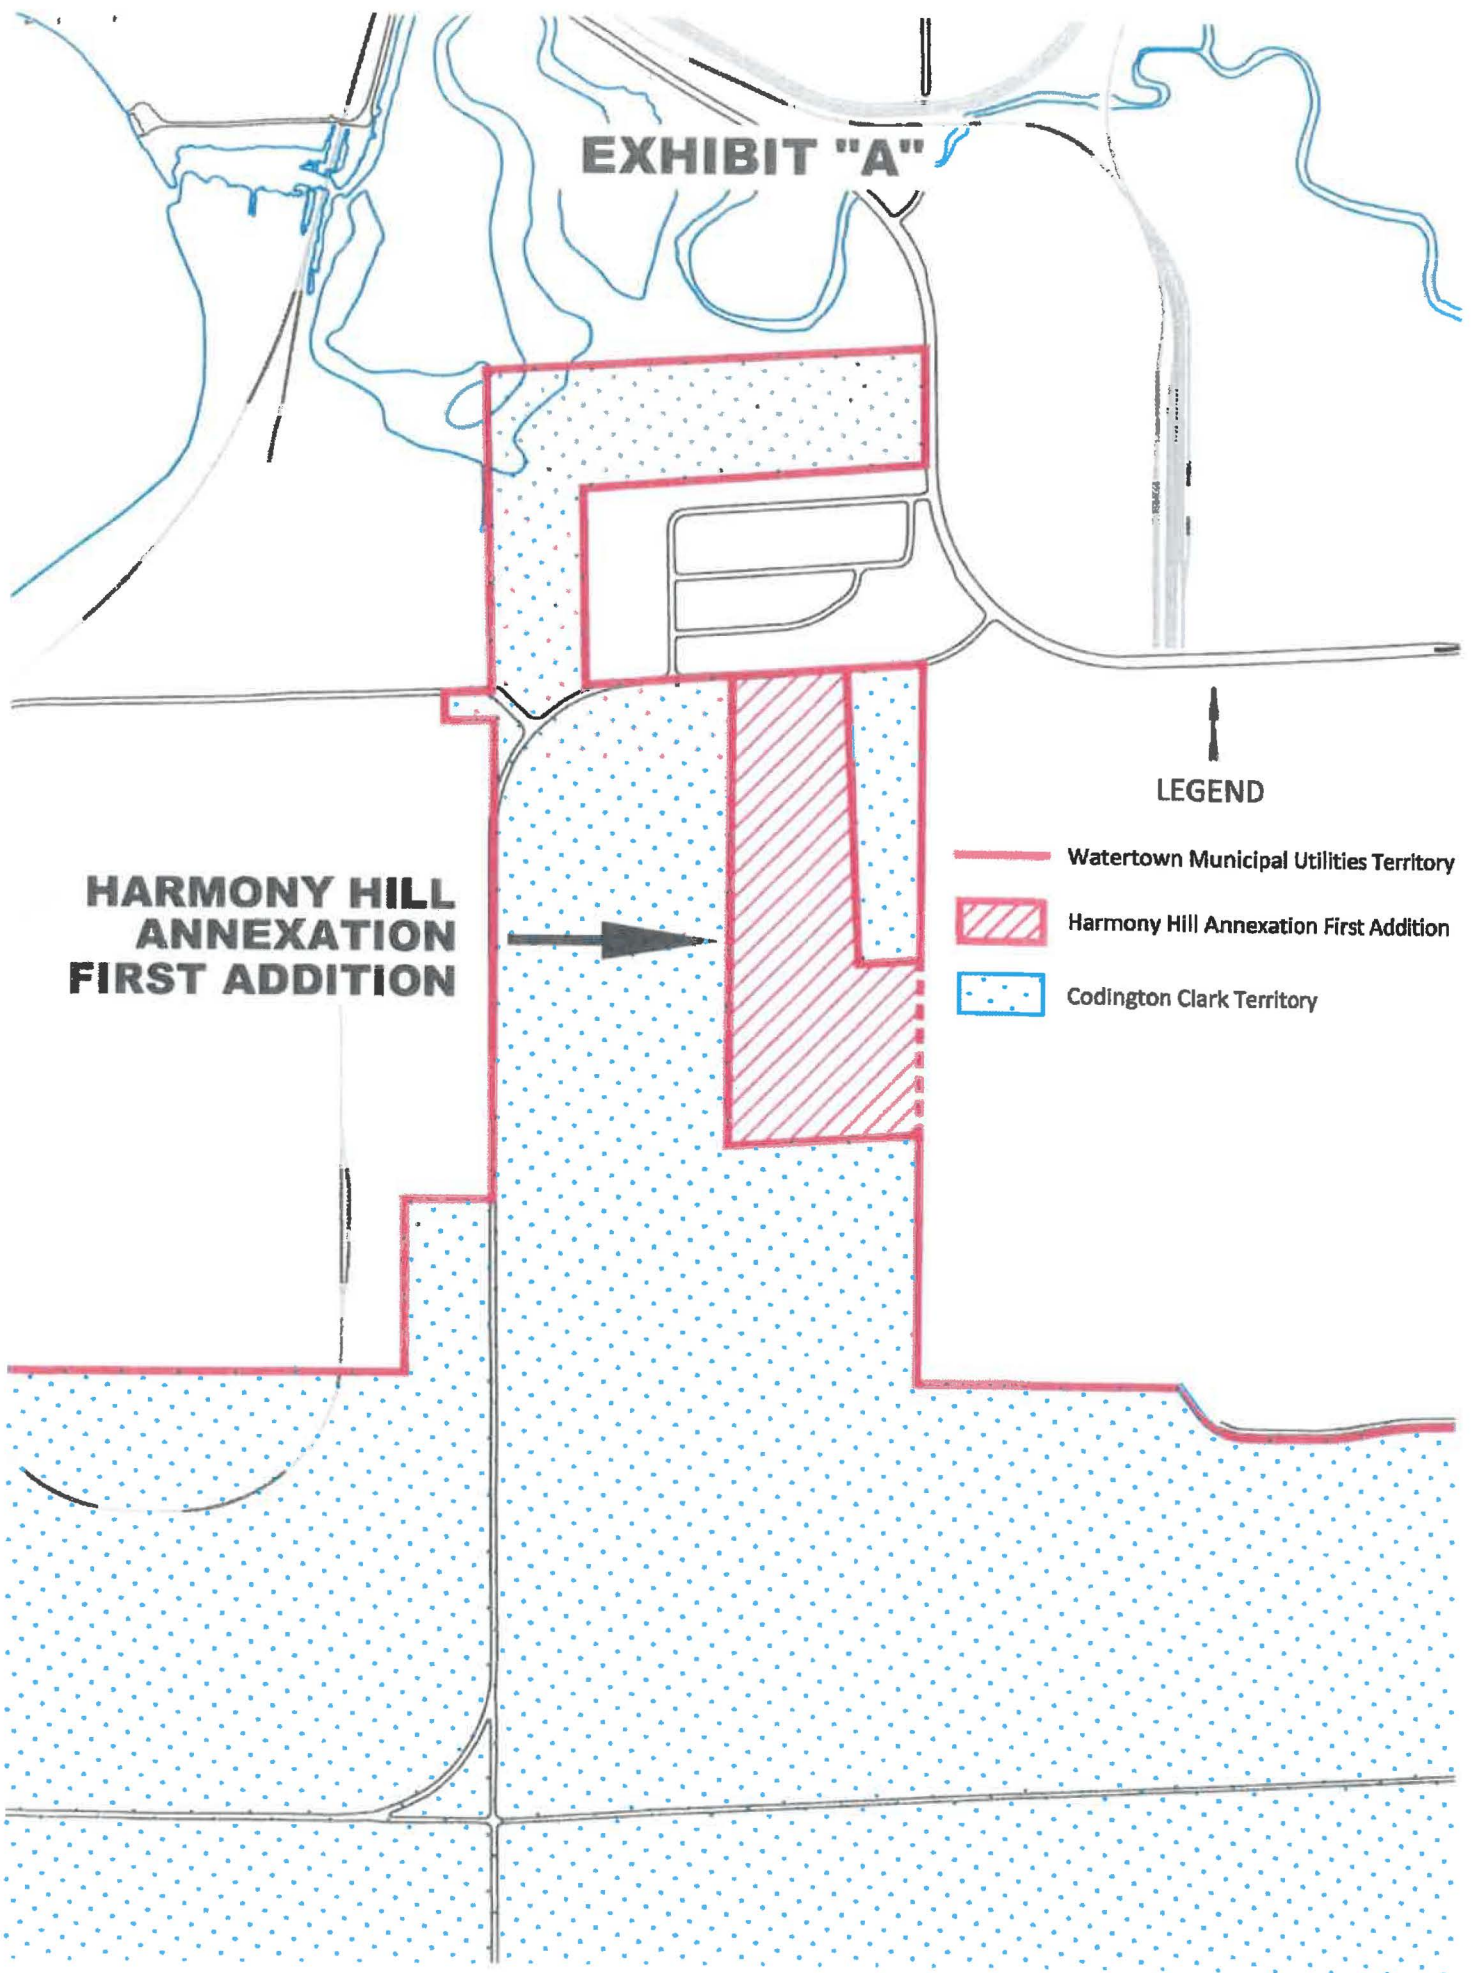 EXHIBIT "A"
LEGEND
Watertown Municipal Utilities Territory
HARMONY HILL
ANNEXATION
FIRST ADDITION
Harmony Hill Annexation First Addition
Codington Clark Territory